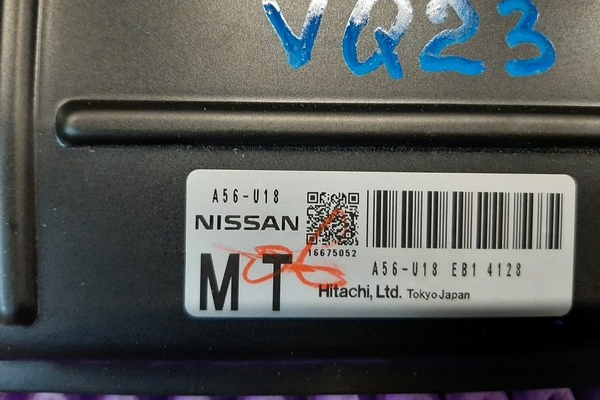 VQ23
A56-U18
NISSAN
16675052
A56-U18 EB1 4128
MT
Hitachi, Ltd. Tokyo Japan